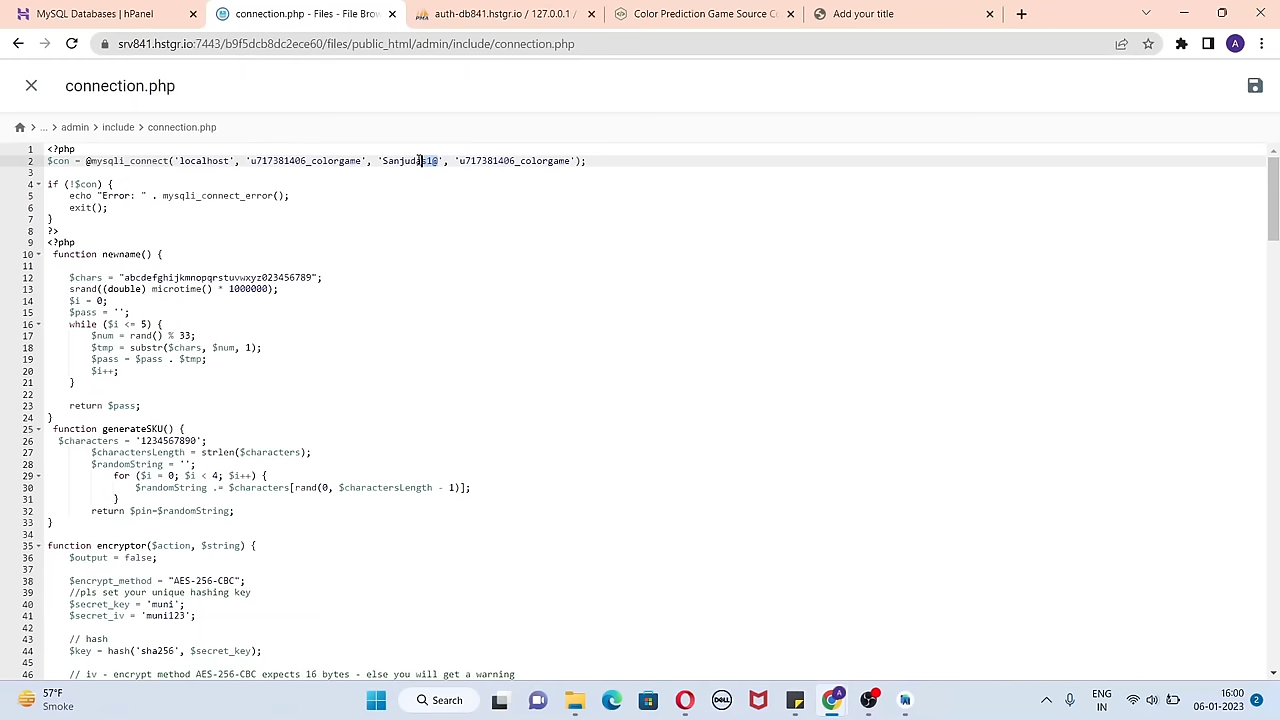 MySQL Databases | hPanel
connection.php - Files - File Brow
auth-db841.hstgr.io / 127.0.0.1 /
Color Prediction Game Source C
Add your title
srv841.hstgr.io:7443/b9f5dcb8dc2ece60/files/public_html/admin/include/connection.php
connection.php
... > admin > include > connection.php
1 <?php
2 $con = @mysqli_connect('localhost', 'u717381406_colorgame', 'Sanjudas1@', 'u717381406_colorgame');
3
4 if (!$con) {
5 echo "Error: " . mysqli_connect_error();
6 exit();
7 }
8 ?>
9 <?php
10 function newname() {
11
12 $chars = "abcdefghijkmnopqrstuvwxyz023456789";
13 srand((double) microtime() * 1000000);
14 $i = 0;
15 $pass = '';
16 while ($i <= 5) {
17 $num = rand() % 33;
18 $tmp = substr($chars, $num, 1);
19 $pass = $pass . $tmp;
20 $i++;
21 }
22
23 return $pass;
24 }
25 function generateSKU() {
26 $characters = '1234567890';
27 $charactersLength = strlen($characters);
28 $randomString = '';
29 for ($i = 0; $i < 4; $i++) {
30 $randomString .= $characters[rand(0, $charactersLength - 1)];
31 }
32 return $pin=$randomString;
33 }
34
35 function encryptor($action, $string) {
36 $output = false;
37
38 $encrypt_method = "AES-256-CBC";
39 //pls set your unique hashing key
40 $secret_key = 'muni';
41 $secret_iv = 'muni123';
42
43 // hash
44 $key = hash('sha256', $secret_key);
45
46 // iv - encrypt method AES-256-CBC expects 16 bytes - else you will get a warning
57°F
Smoke
Search
ENG
IN
16:00
06-01-2023